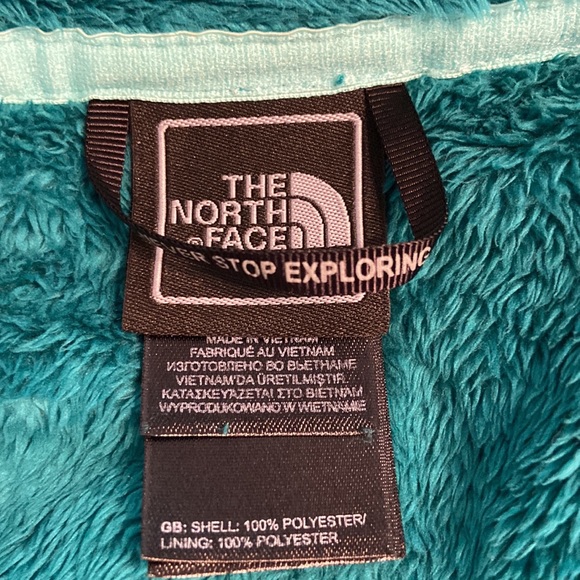 THE
NORTH
FACE
STOP EXPLORING
MADE IN VIETNAM
FABRIQUÉ AU VIETNAM
ИЗГОТОВЛЕНО ВО ВЬЕТНАМЕ
VIETNAM'DA ÜRETILMIŞTIR.
ΚΑΤΑΣΚΕΥΑΖΕΤΑΙ ΣΤΟ ΒΙΕΤΝΑΜ
WYPRODUKOWANO W WIETNAMIE
GB: SHELL: 100% POLYESTER/
LINING: 100% POLYESTER